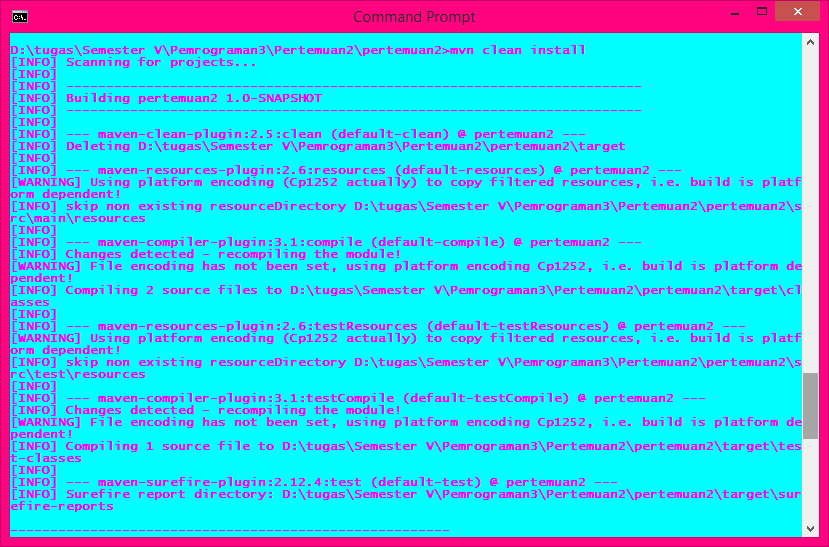 Command Prompt
D:\tugas\Semester V\Pemrograman3\Pertemuan2\pertemuan2>mvn clean install
[INFO] Scanning for projects...
[INFO]
[INFO] ------------------------------------------------------------------------
[INFO] Building pertemuan2 1.0-SNAPSHOT
[INFO] ------------------------------------------------------------------------
[INFO]
[INFO] --- maven-clean-plugin:2.5:clean (default-clean) @ pertemuan2 ---
[INFO] Deleting D:\tugas\Semester V\Pemrograman3\Pertemuan2\pertemuan2\target
[INFO]
[INFO] --- maven-resources-plugin:2.6:resources (default-resources) @ pertemuan2 ---
[WARNING] Using platform encoding (Cp1252 actually) to copy filtered resources, i.e. build is platf
orm dependent!
[INFO] skip non existing resourceDirectory D:\tugas\Semester V\Pemrograman3\Pertemuan2\pertemuan2\s
rc\main\resources
[INFO]
[INFO] --- maven-compiler-plugin:3.1:compile (default-compile) @ pertemuan2 ---
[INFO] Changes detected - recompiling the module!
[WARNING] File encoding has not been set, using platform encoding Cp1252, i.e. build is platform de
pendent!
[INFO] Compiling 2 source files to D:\tugas\Semester V\Pemrograman3\Pertemuan2\pertemuan2\target\cl
asses
[INFO]
[INFO] --- maven-resources-plugin:2.6:testResources (default-testResources) @ pertemuan2 ---
[WARNING] Using platform encoding (Cp1252 actually) to copy filtered resources, i.e. build is platf
orm dependent!
[INFO] skip non existing resourceDirectory D:\tugas\Semester V\Pemrograman3\Pertemuan2\pertemuan2\s
rc\test\resources
[INFO]
[INFO] --- maven-compiler-plugin:3.1:testCompile (default-testCompile) @ pertemuan2 ---
[INFO] Changes detected - recompiling the module!
[WARNING] File encoding has not been set, using platform encoding Cp1252, i.e. build is platform de
pendent!
[INFO] Compiling 1 source file to D:\tugas\Semester V\Pemrograman3\Pertemuan2\pertemuan2\target\tes
t-classes
[INFO]
[INFO] --- maven-surefire-plugin:2.12.4:test (default-test) @ pertemuan2 ---
[INFO] Surefire report directory: D:\tugas\Semester V\Pemrograman3\Pertemuan2\pertemuan2\target\sur
efire-reports
-------------------------------------------------------